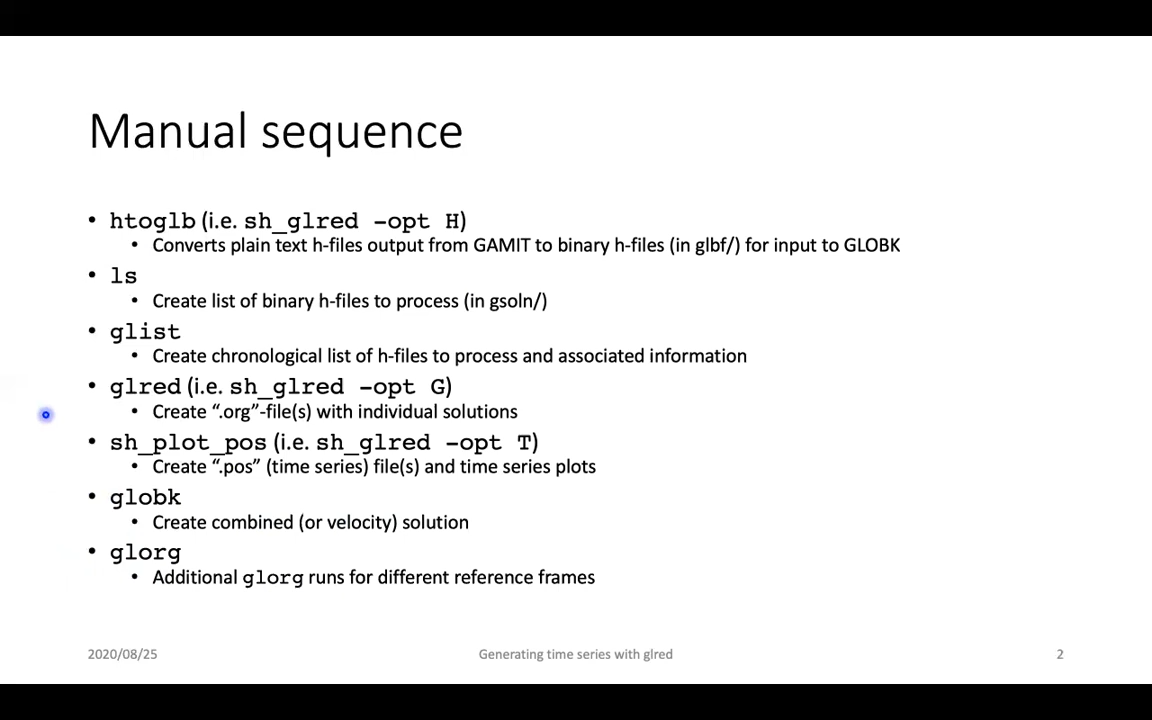 Manual sequence
• htoglb (i.e. sh_glred -opt H)
• Converts plain text h-files output from GAMIT to binary h-files (in glbf/) for input to GLOBK
• ls
• Create list of binary h-files to process (in gsoln/)
• glist
• Create chronological list of h-files to process and associated information
• glred (i.e. sh_glred -opt G)
• Create “.org”-file(s) with individual solutions
• sh_plot_pos (i.e. sh_glred -opt T)
• Create “.pos” (time series) file(s) and time series plots
• globk
• Create combined (or velocity) solution
• glorg
• Additional glorg runs for different reference frames
2020/08/25
Generating time series with glred
2